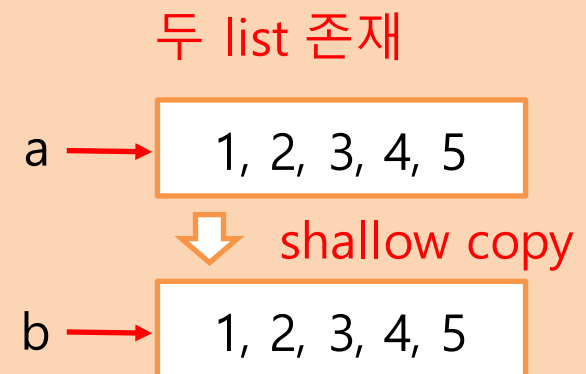 두 list 존재
a
1, 2, 3, 4, 5
shallow copy
b
1, 2, 3, 4, 5